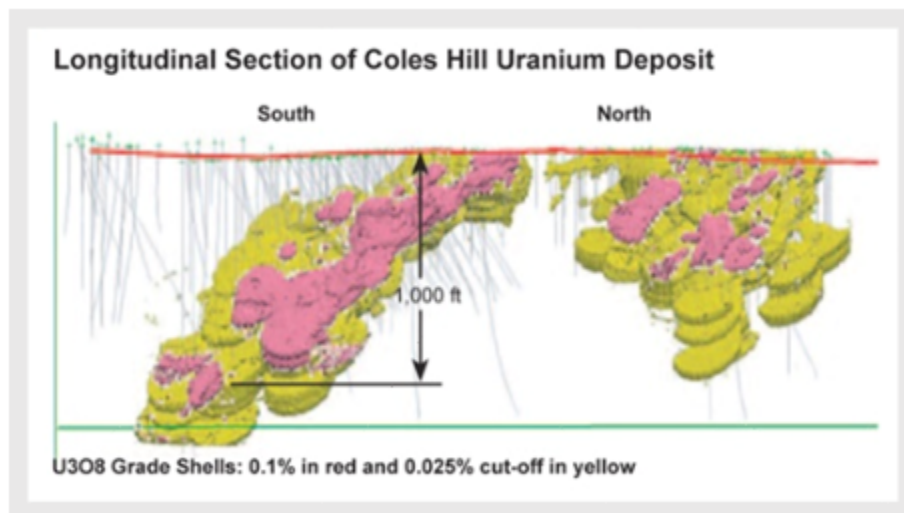 Longitudinal Section of Coles Hill Uranium Deposit
South
North
1,000 ft
U3O8 Grade Shells: 0.1% in red and 0.025% cut-off in yellow